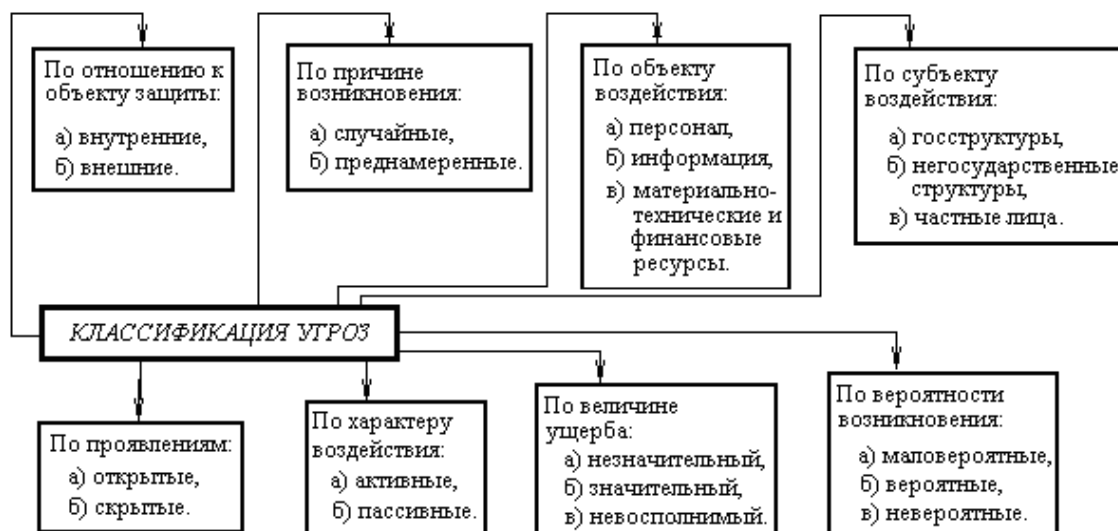 По отношению к
объекту защиты:
а) внутренние,
б) внешние.
По причине
возникновения:
а) случайные,
б) преднамеренные.
По объекту
воздействия:
а) персонал,
б) информация,
в) материально-
технические и
финансовые
ресурсы.
По субъекту
воздействия:
а) госструктуры,
б) негосударственные
структуры,
в) частные лица.
КЛАССИФИКАЦИЯ УГРОЗ
По проявлениям:
а) открытые,
б) скрытые.
По характеру
воздействия:
а) активные,
б) пассивные.
По величине
ущерба:
а) незначительный,
б) значительный,
в) невосполнимый.
По вероятности
возникновения:
а) маловероятные,
б) вероятные,
в) невероятные.